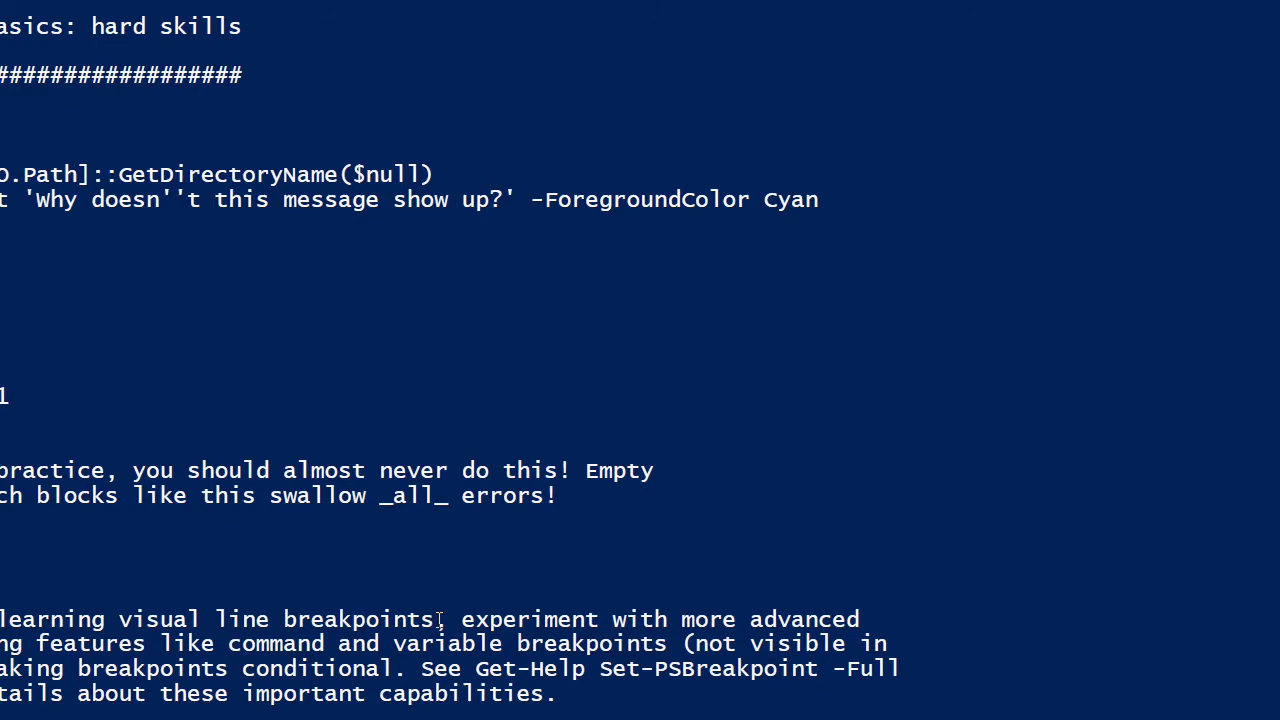 asics: hard skills
##################
O.Path]::GetDirectoryName($null)
t 'Why doesn''t this message show up?' -ForegroundColor Cyan
1
practice, you should almost never do this! Empty
ch blocks like this swallow _all_ errors!
learning visual line breakpoints, experiment with more advanced
ng features like command and variable breakpoints (not visible in
aking breakpoints conditional. See Get-Help Set-PSBreakpoint -Full
tails about these important capabilities.